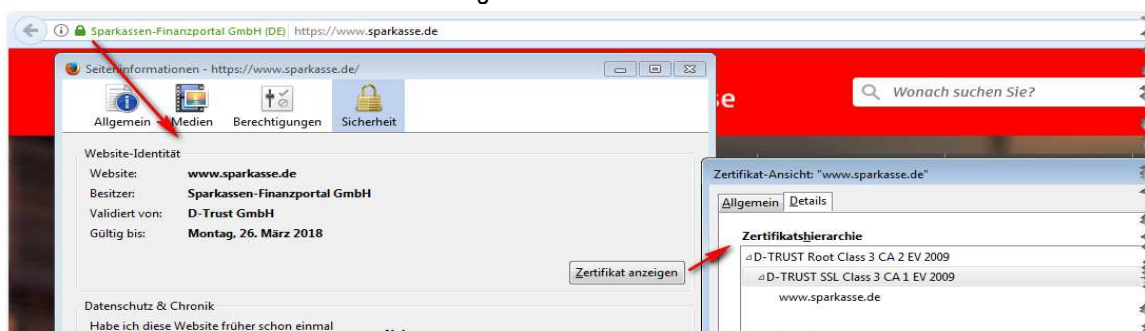 Sparkassen-Finanzportal GmbH (DE) https://www.sparkasse.de
Seiteninformationen - https://www.sparkasse.de/
Allgemein Medien Berechtigungen Sicherheit
se
Wonach suchen Sie?
Website-Identität
Website: www.sparkasse.de
Besitzer: Sparkassen-Finanzportal GmbH
Validiert von: D-Trust GmbH
Gültig bis: Montag, 26. März 2018
Zertifikat anzeigen
Datenschutz & Chronik
Habe ich diese Website früher schon einmal
Zertifikat-Ansicht: "www.sparkasse.de"
Allgemein Details
Zertifikatshierarchie
D-TRUST Root Class 3 CA 2 EV 2009
D-TRUST SSL Class 3 CA 1 EV 2009
www.sparkasse.de